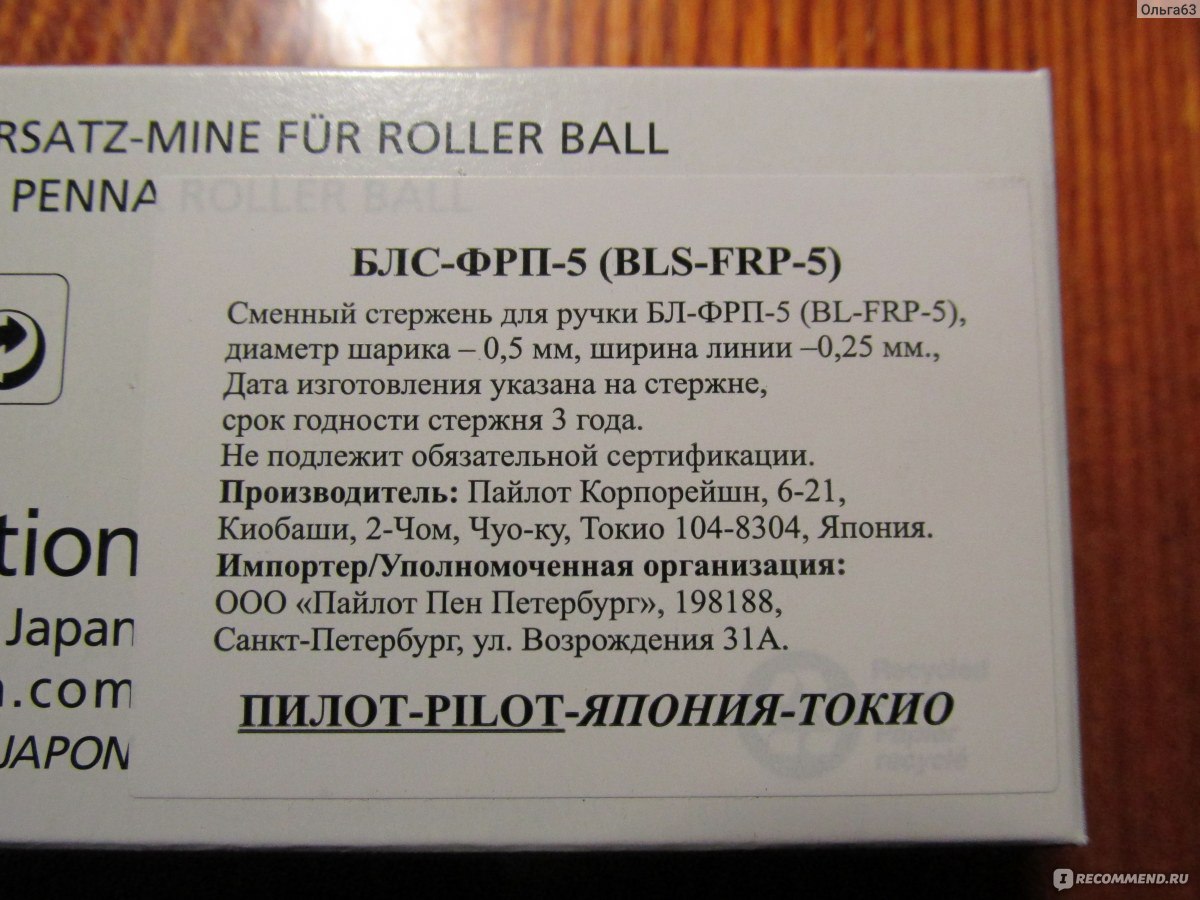 Ольга63
RSATZ-MINE FÜR ROLLER BALL
PENNA ROLLER BALL
БЛС-ФРП-5 (BLS-FRP-5)
Сменный стержень для ручки БЛ-ФРП-5 (BL-FRP-5),
диаметр шарика – 0,5 мм, ширина линии –0,25 мм.,
Дата изготовления указана на стержне,
срок годности стержня 3 года.
Не подлежит обязательной сертификации.
Производитель: Пайлот Корпорейшн, 6-21,
Киобаши, 2-Чом, Чуо-ку, Токио 104-8304, Япония.
Импортер/Уполномоченная организация:
ООО «Пайлот Пен Петербург», 198188,
Санкт-Петербург, ул. Возрождения 31А.
ПИЛОТ-PILOT-ЯПОНИЯ-ТОКИО
tion
Japan
.com
JAPON
Recycled
recyclé
IRECOMMEND.RU